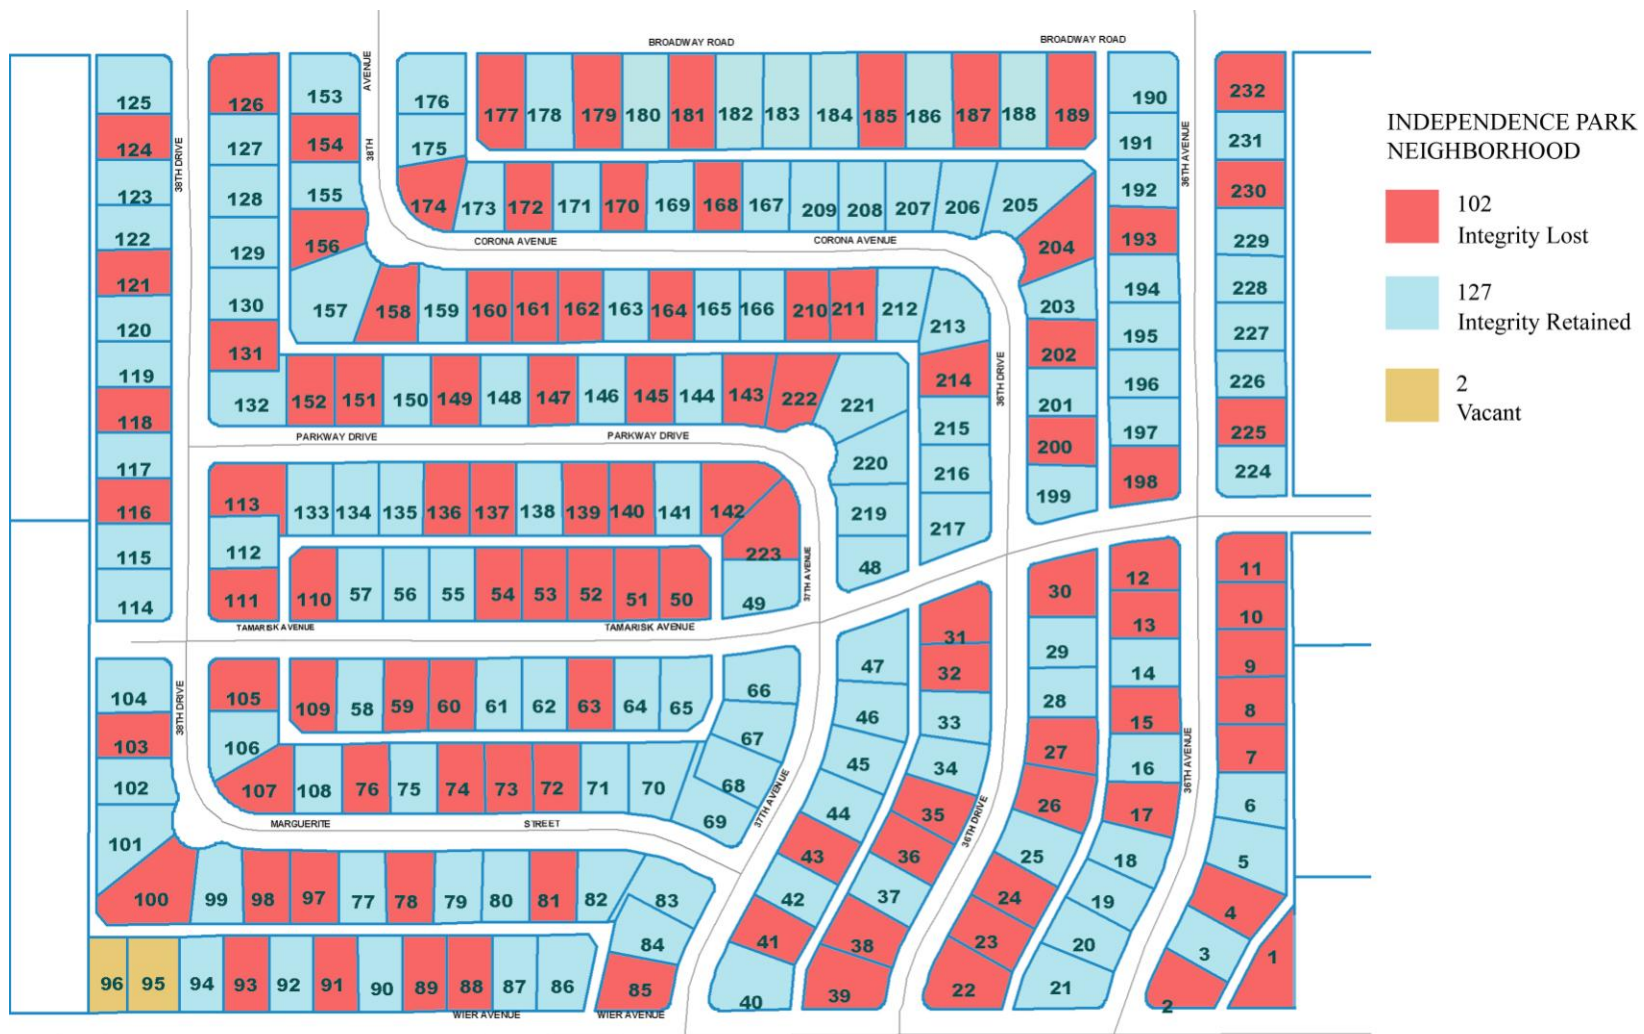 BROADWAY ROAD
BROADWAY ROAD
INDEPENDENCE PARK
NEIGHBORHOOD
102
Integrity Lost
127
Integrity Retained
2
Vacant
38TH DRIVE
38TH AVENUE
36TH AVENUE
125 126 153 176 177 178 179 180 181 182 183 184 185 186 187 188 189 190 232
124 127 154 175 191 231
123 128 155 174 173 172 171 170 169 168 167 209 208 207 206 205 192 230
122 129 156 204 193 229
CORONA AVENUE
CORONA AVENUE
121 130 157 158 159 160 161 162 163 164 165 166 210 211 212 213 203 194 228
120 131 202 195 227
36TH DRIVE
119 132 152 151 150 149 148 147 146 145 144 143 222 221 214 201 196 226
118 215 197 225
PARKWAY DRIVE
PARKWAY DRIVE
117 220 216 200 198 224
116 113 133 134 135 136 137 138 139 140 141 142 219 217 199
115 112 223 48
114 111 110 57 56 55 54 53 52 51 50 49
37TH AVENUE
TAMARISK AVENUE
TAMARISK AVENUE
30 12 11
31 13 10
104 105 109 58 59 60 61 62 63 64 65 66 47 32 29 14 9
38TH DRIVE
103 106 67 46 33 28 15 8
36TH AVENUE
102 107 108 76 75 74 73 72 71 70 68 45 34 27 16 7
69 44 35 26 17 6
37TH AVENUE
36TH DRIVE
MARGUERITE STREET
101 43 36 25 18 5
100 99 98 97 77 78 79 80 81 82 83 42 37 24 19 4
84 41 38 23 20 3 1
96 95 94 93 92 91 90 89 88 87 86 85 40 39 22 21 2
WIER AVENUE
WIER AVENUE